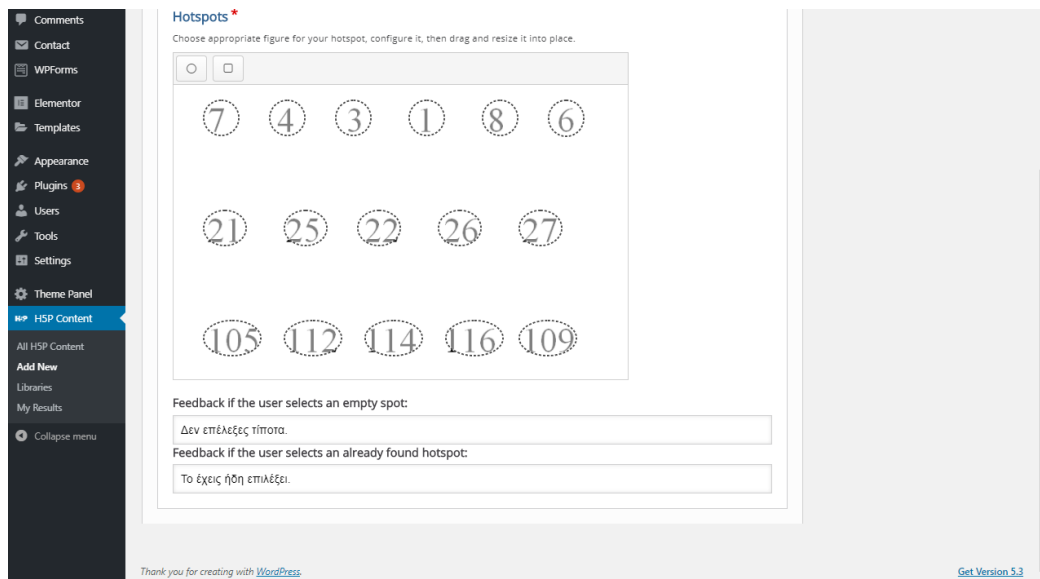 Comments
Contact
WPForms
Elementor
Templates
Appearance
Plugins 3
Users
Tools
Settings
Theme Panel
H5P H5P Content
All H5P Content
Add New
Libraries
My Results
Collapse menu
Hotspots *
Choose appropriate figure for your hotspot, configure it, then drag and resize it into place.
7 4 3 1 8 6
21 25 22 26 27
105 112 114 116 109
Feedback if the user selects an empty spot:
Δεν επέλεξες τίποτα.
Feedback if the user selects an already found hotspot:
Το έχεις ήδη επιλέξει.
Thank you for creating with WordPress.
Get Version 5.3